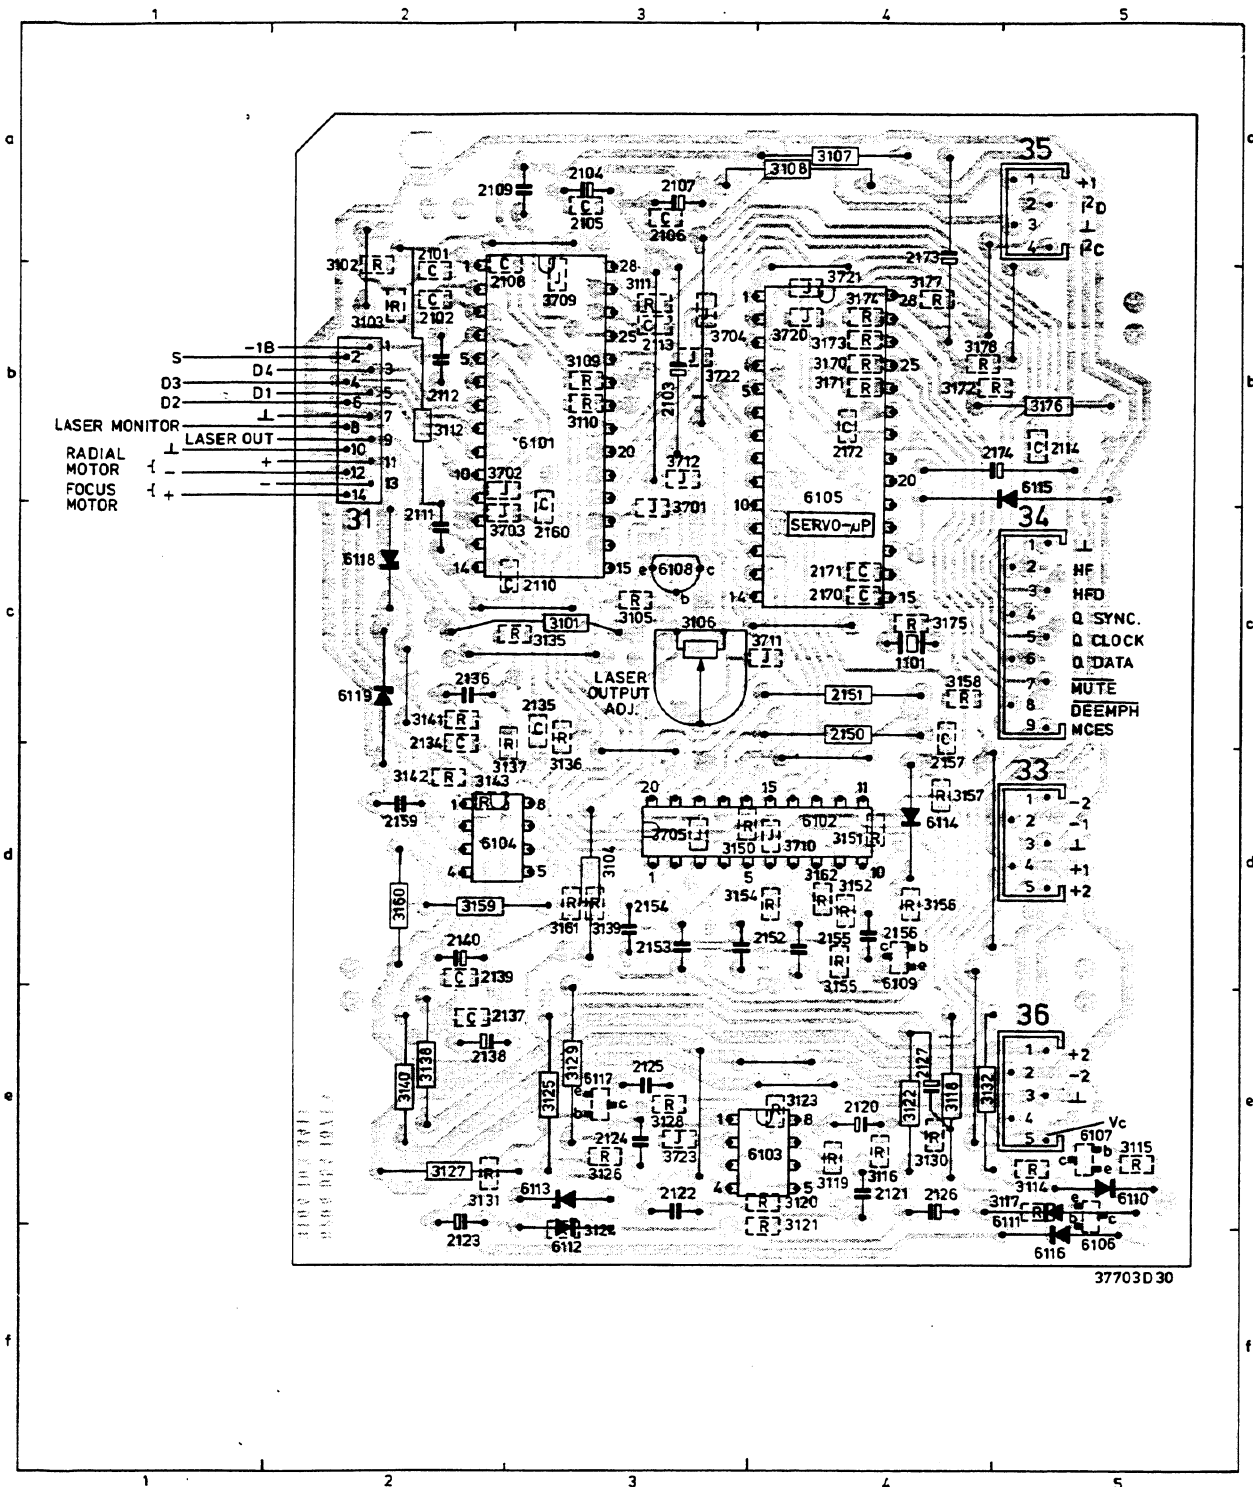 1 2 3 4 5
a a
35
3107
3108
2109 2104 2107
2105
2106
1 +1
2 I²D
3 ⊥
4 I²C
2173
3102 R 2101 C
1 C 2108 3709 J 28
3111 R
3721 J
3177 R
3103 R 2102 C
2113 C
J 3704
1 3720 J 3174 R 28
-1B 1
S 2
D4 3
D3 4
D1 5
D2 6
⊥ 7
LASER MONITOR 8
LASER OUT 9
⊥ 10
RADIAL MOTOR + 11
- 12
FOCUS MOTOR - 13
+ 14
31
b b
2112
3112
5 25
3109 R
3110 R
3722 J
2103
3173 R
3170 R 25
3171 R
5
3178 R
3172 R
3176
C 2114
6101
20
2172 C
2174
10 3702 J
3712 J
20
6115
3703 J
C 2160
3701 J
10 6105
SERVO-µP
2111
34
6118
14 15
C 2110
e 6108 c
b
2171 C
2170 C
14 15
1 ⊥
2 HF
3 HFD
4 Q SYNC.
5 Q CLOCK
6 Q DATA
7 MUTE
8 DEEMPH
9 MCES
c c
R 3105
3101
R 3135
3106
3711 J
R 3175
1101
LASER
OUTPUT
ADJ.
6119
2136
2151
3158 R
3141 R
2135 C
2134 C
R 3137
R 3136
2150
C 2157
3142 R
3143 R
1 8
2159
6104
4 5
20 15 11
6102
3705 J
R 3150
J 3710
3151 R
1 5 10
R 3157
6114
33
1 -2
2 -1
3 ⊥
4 +1
5 +2
d d
3104
3160
3159
R 3161
R 3139
2154
3154 R
3162 R
3152 R
R 3156
2140
C 2139
2153
2152
2155
R 3155
2156
c b e
6109
C 2137
2138
36
1 +2
2 -2
3 ⊥
4
5 Vc
e e
3140
3138
3125
3129
6117
e c b
2125
R 3128
2124
J 3723
R 3126
R 3123
1 8
6103
4 5
2120
3122
2127
3118
3132
R 3130
R 3119
R 3116
6107
b c e
3115 R
R 3114
3127
R 3131
6113
2122
R 3120
R 3121
2121
2126
3117 R
6111
6110
e b c
6106
2123
3124
6112
6116
37703D30
f f
1 2 3 4 5